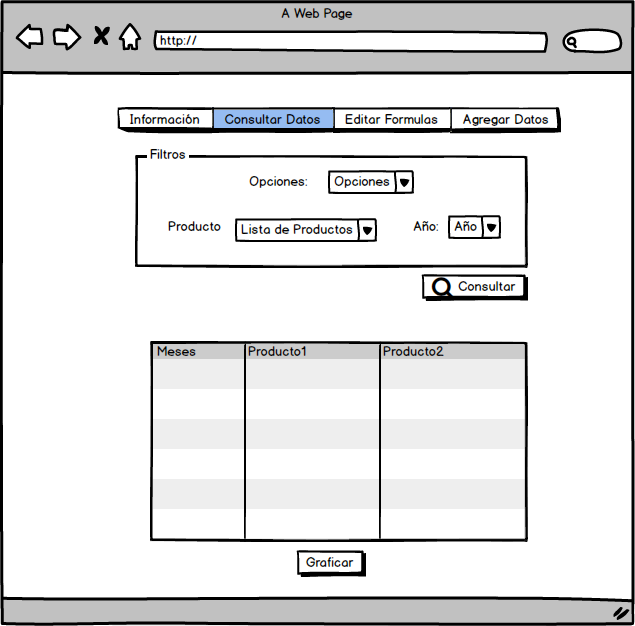 A Web Page
http://
Información Consultar Datos Editar Formulas Agregar Datos
Filtros
Opciones: Opciones
Producto Lista de Productos Año: Año
Consultar
Meses Producto1 Producto2
Graficar